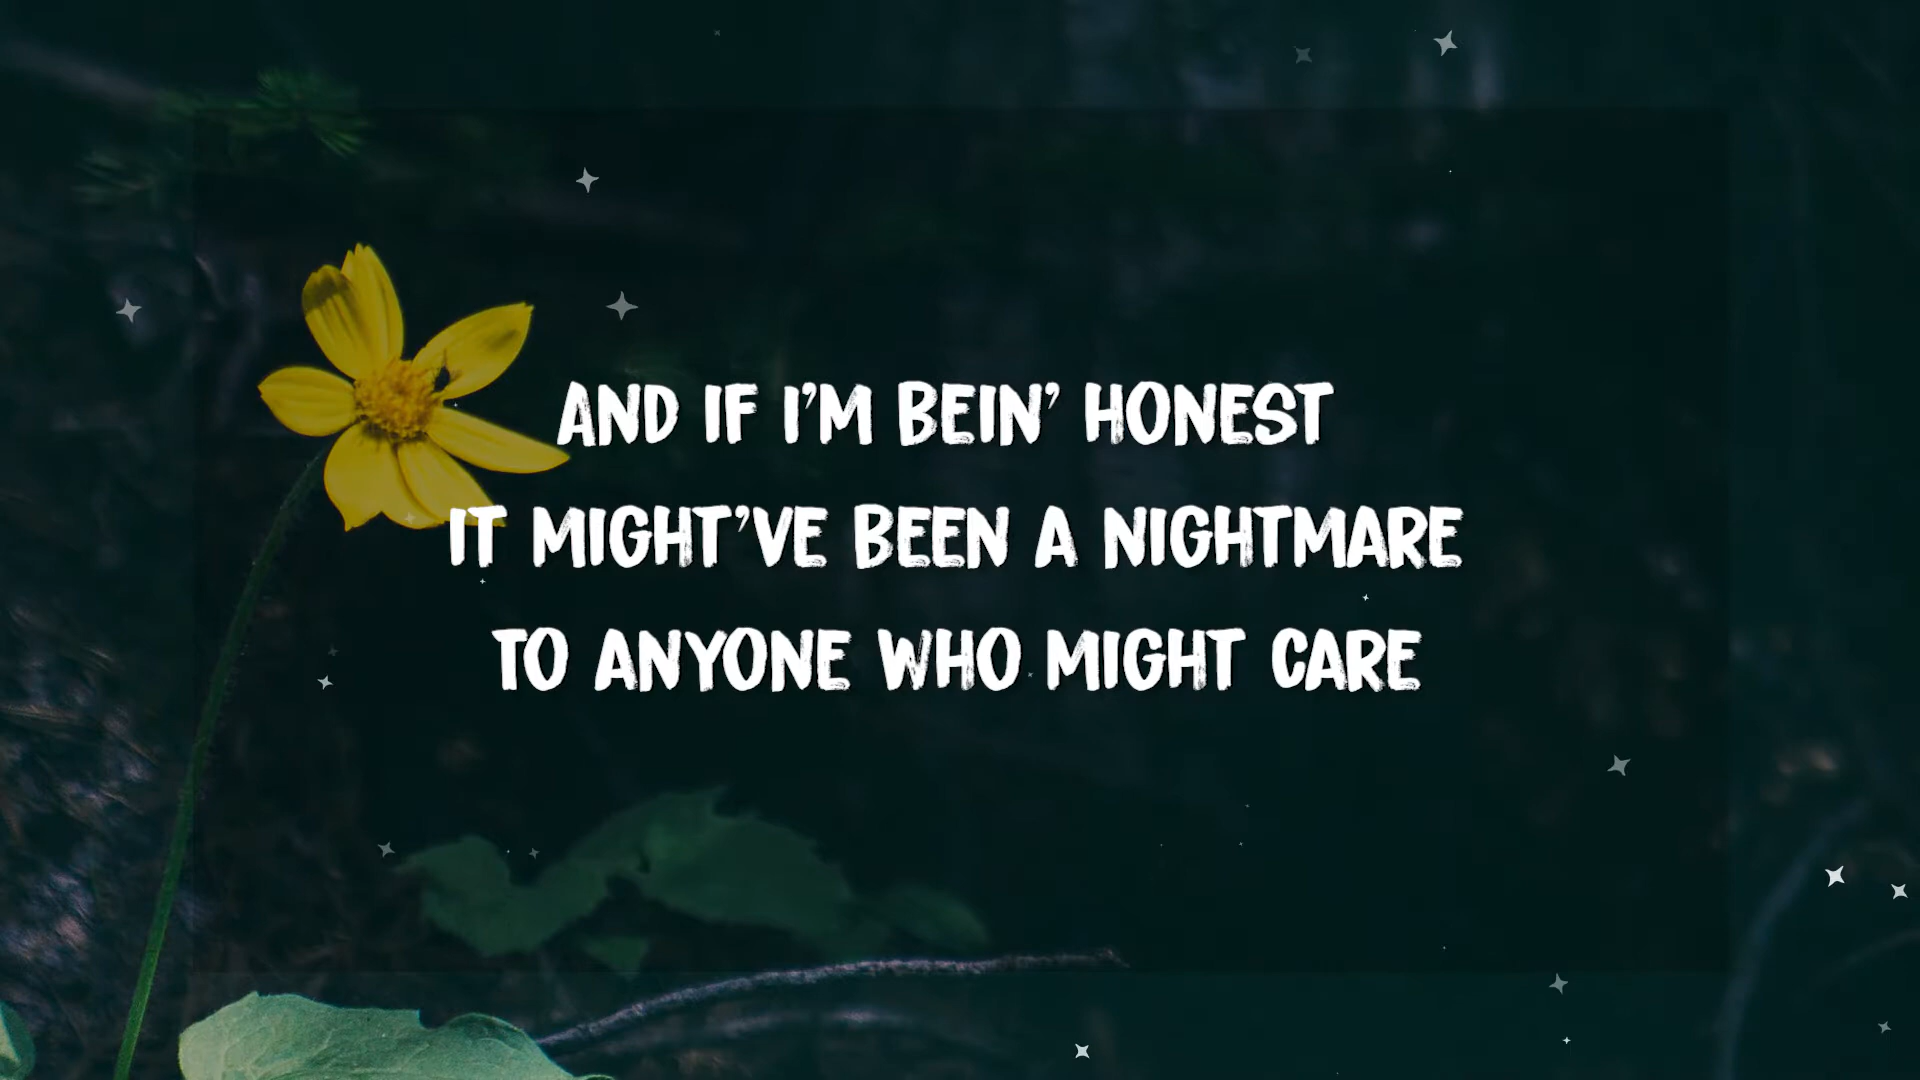 AND IF I'M BEIN' HONEST
IT MIGHT'VE BEEN A NIGHTMARE
TO ANYONE WHO MIGHT CARE